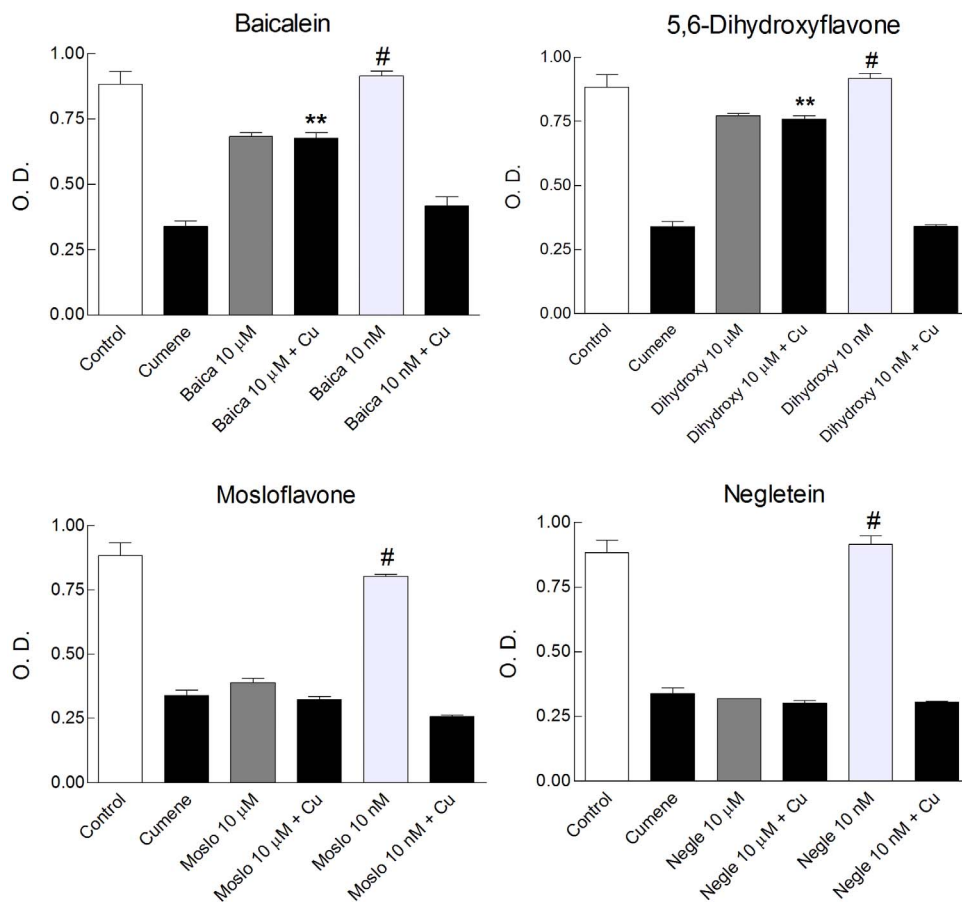 Baicalein
**
#
1.00
0.75
0.50
0.25
0.00
O. D.
Control
Cumene
Baica 10 μM
Baica 10 μM + Cu
Baica 10 nM
Baica 10 nM + Cu
5,6-Dihydroxyflavone
**
#
1.00
0.75
0.50
0.25
0.00
O. D.
Control
Cumene
Dihydroxy 10 μM
Dihydroxy 10 μM + Cu
Dihydroxy 10 nM
Dihydroxy 10 nM + Cu
Mosloflavone
#
1.00
0.75
0.50
0.25
0.00
O. D.
Control
Cumene
Moslo 10 μM
Moslo 10 μM + Cu
Moslo 10 nM
Moslo 10 nM + Cu
Negletein
#
1.00
0.75
0.50
0.25
0.00
O. D.
Control
Cumene
Negle 10 μM
Negle 10 μM + Cu
Negle 10 nM
Negle 10 nM + Cu